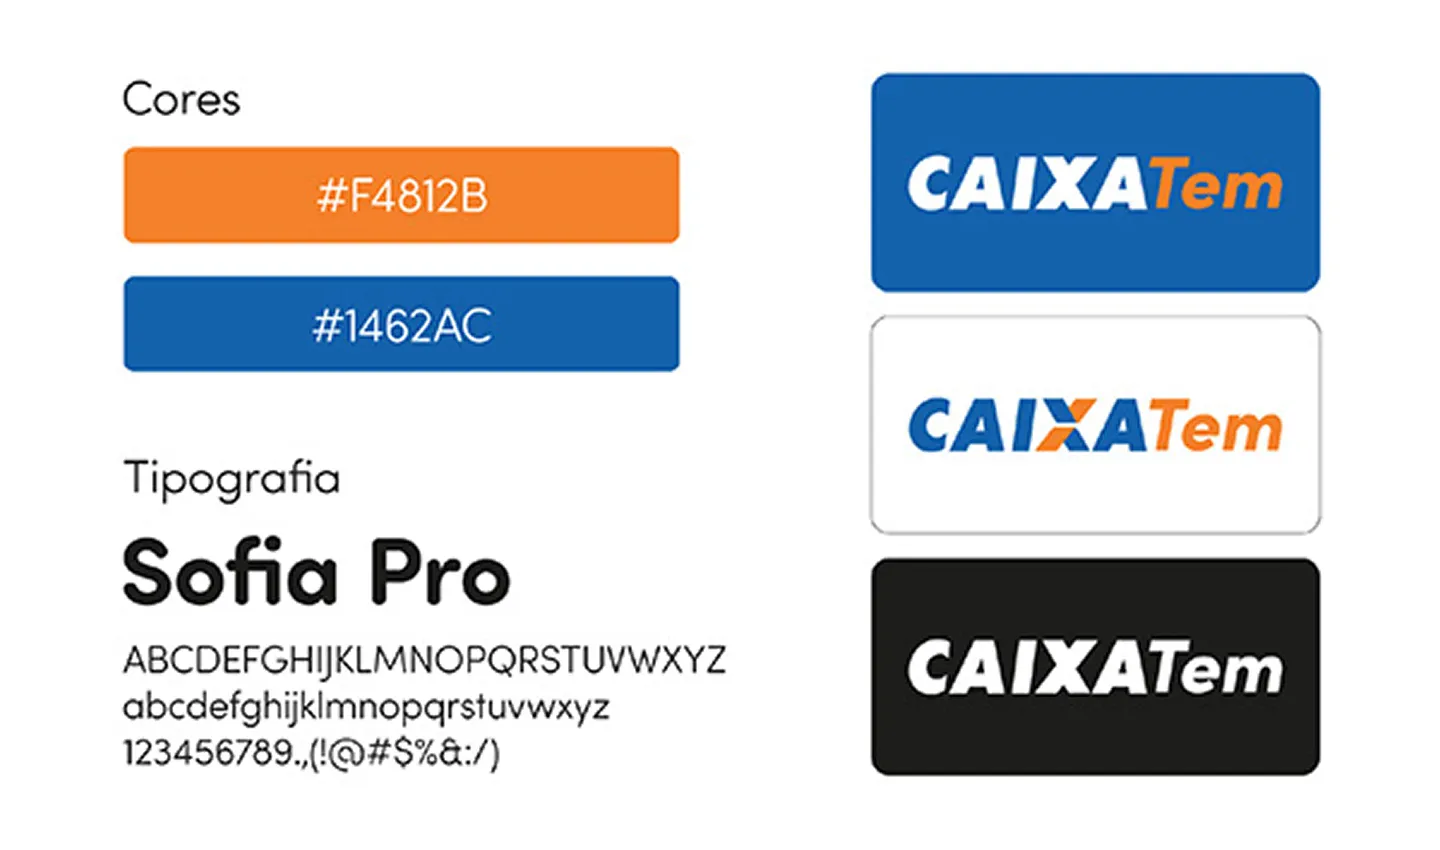 Cores
#F4812B
#1462AC
Tipografia
Sofia Pro
ABCDEFGHIJKLMNOPQRSTUVWXYZ
abcdefghijklmnopqrstuvwxyz
123456789.,(!@#$%&:/)
CAIXATem
CAIXATem
CAIXATem